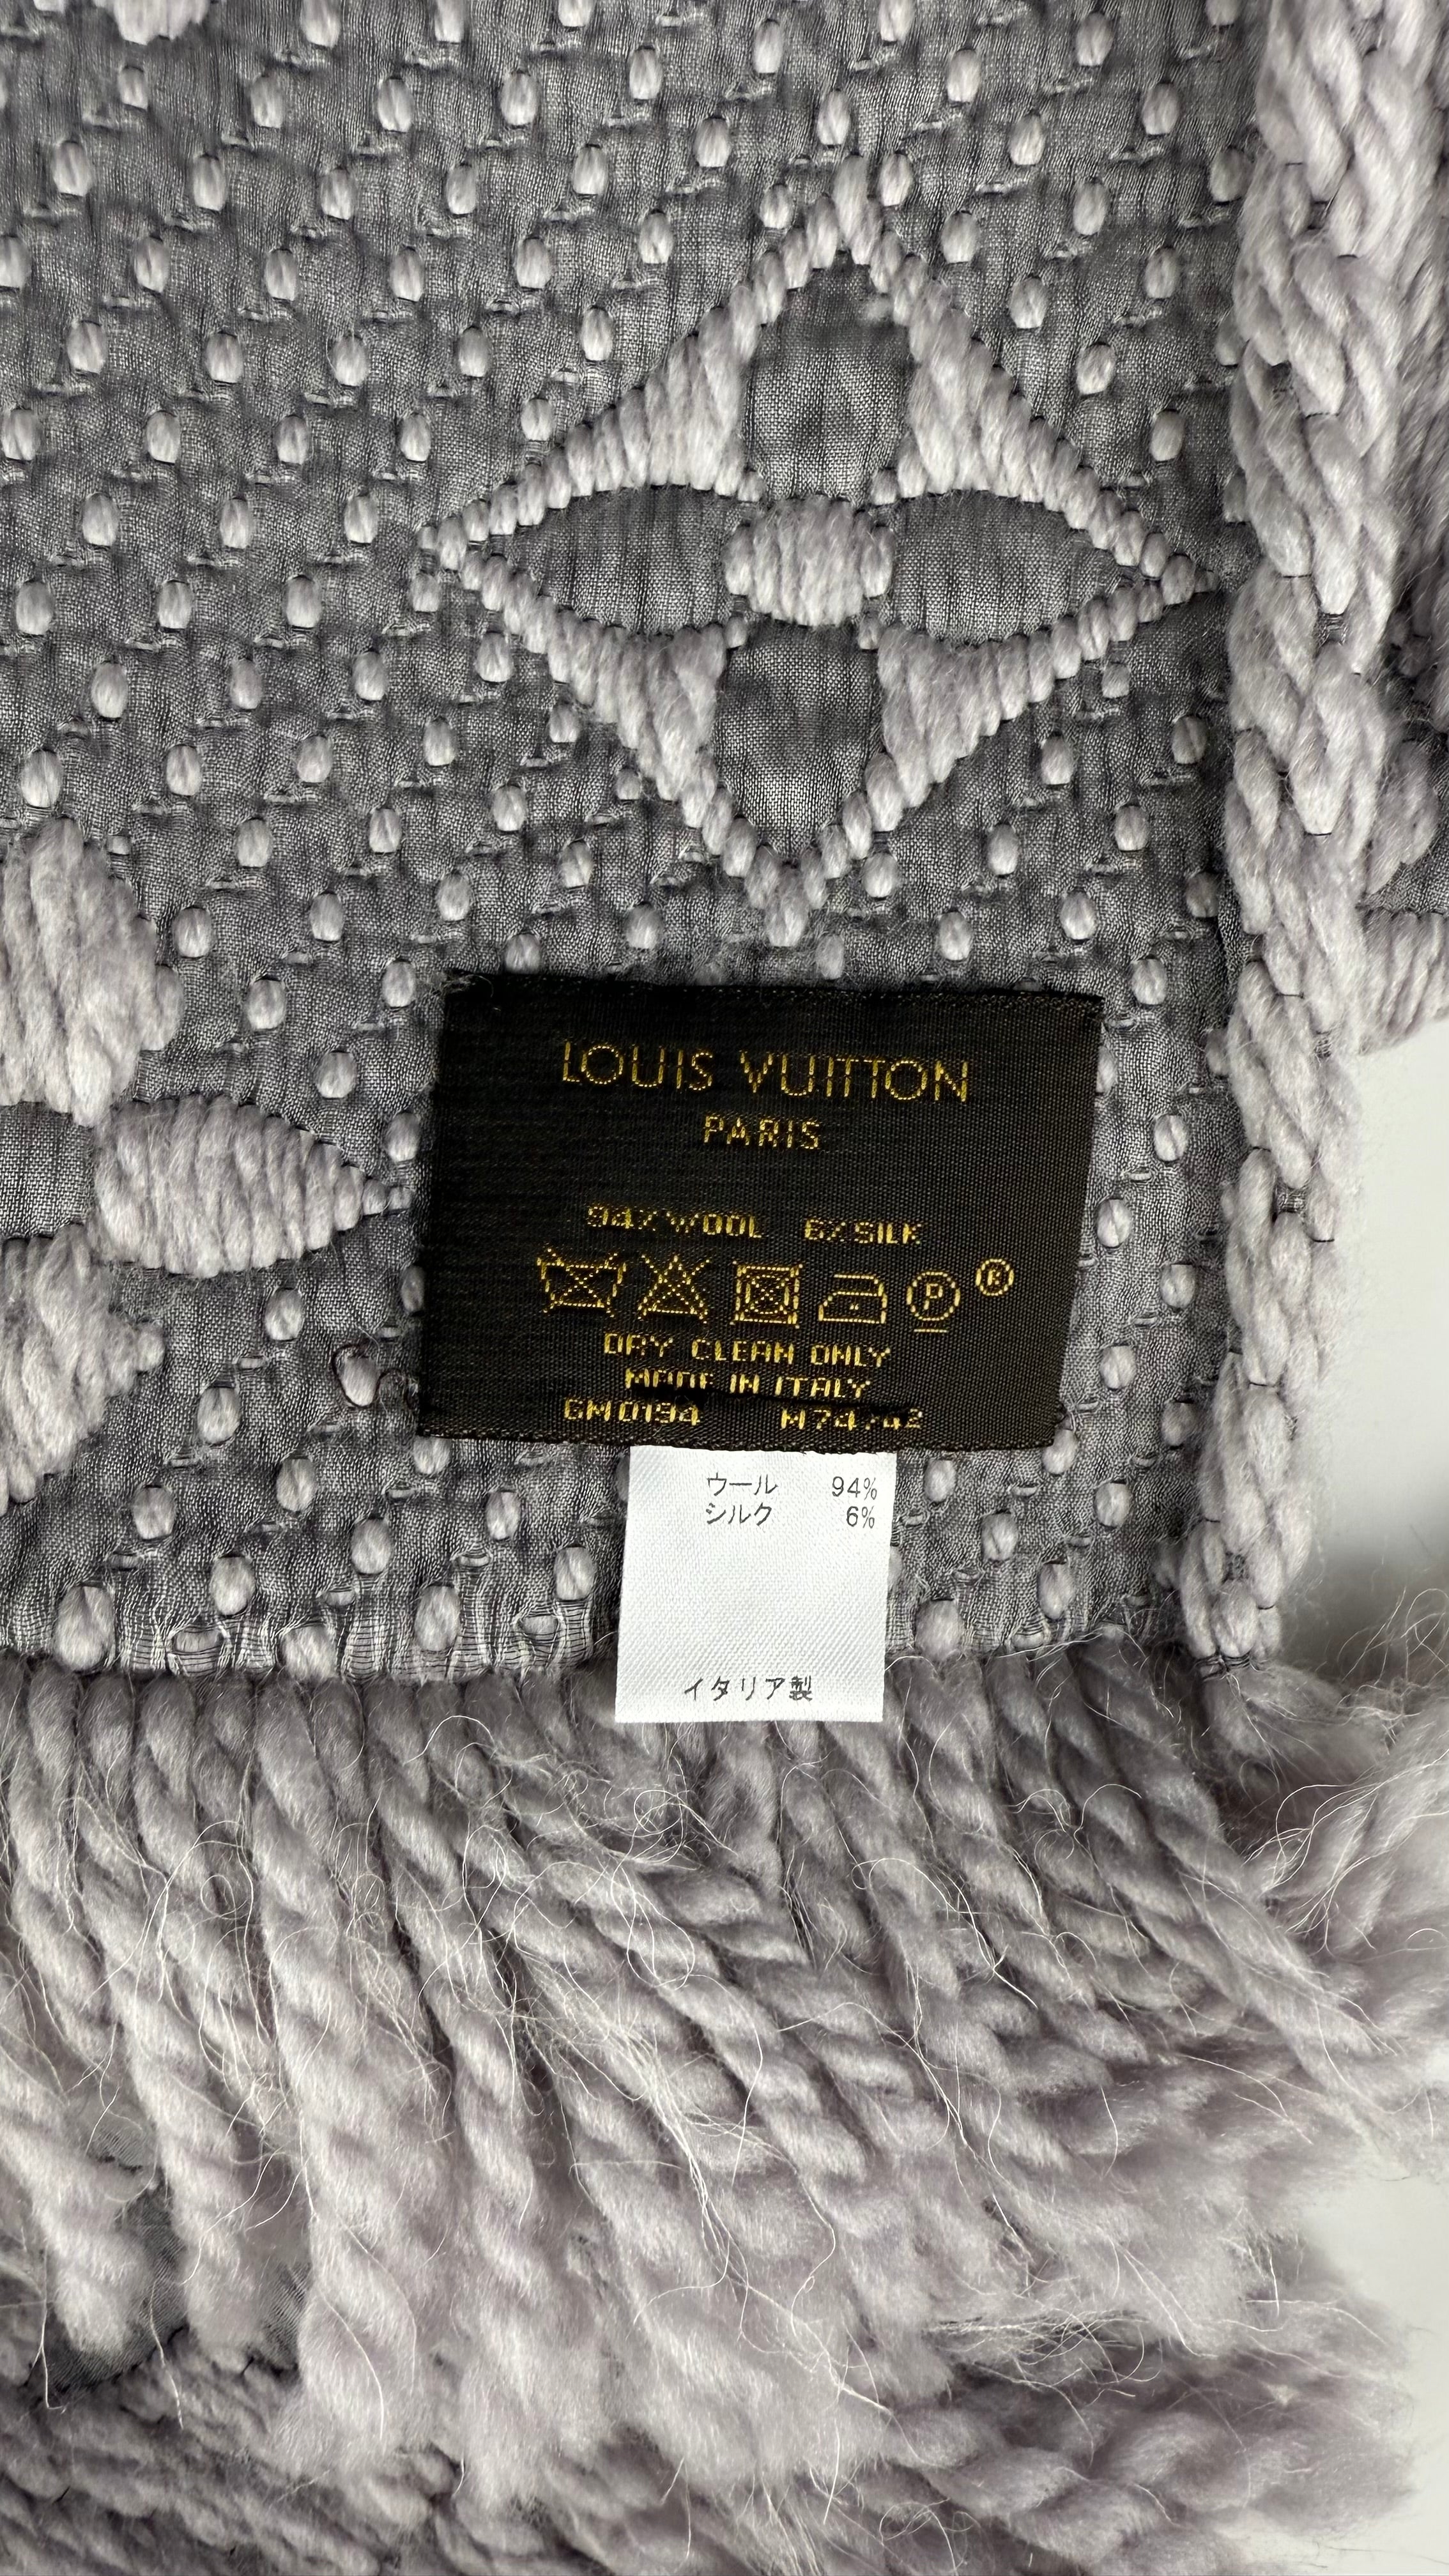 LOUIS VUITTON
PARIS
94% WOOL 6% SILK
P
DRY CLEAN ONLY
MADE IN ITALY
GM0194
ウール 94%
シルク 6%
イタリア製